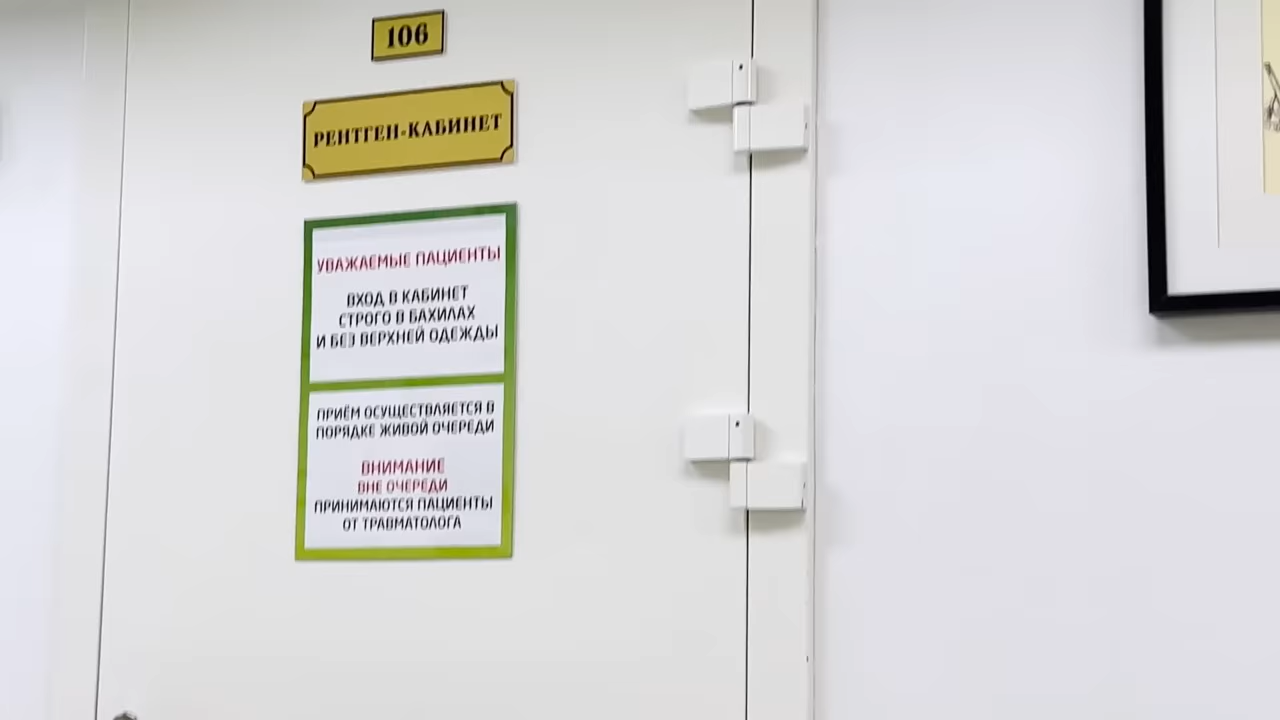 106
РЕНТГЕН-КАБИНЕТ
УВАЖАЕМЫЕ ПАЦИЕНТЫ
ВХОД В КАБИНЕТ
СТРОГО В БАХИЛАХ
И БЕЗ ВЕРХНЕЙ ОДЕЖДЫ
ПРИЁМ ОСУЩЕСТВЛЯЕТСЯ В
ПОРЯДКЕ ЖИВОЙ ОЧЕРЕДИ
ВНИМАНИЕ
ВНЕ ОЧЕРЕДИ
ПРИНИМАЮТСЯ ПАЦИЕНТЫ
ОТ ТРАВМАТОЛОГА